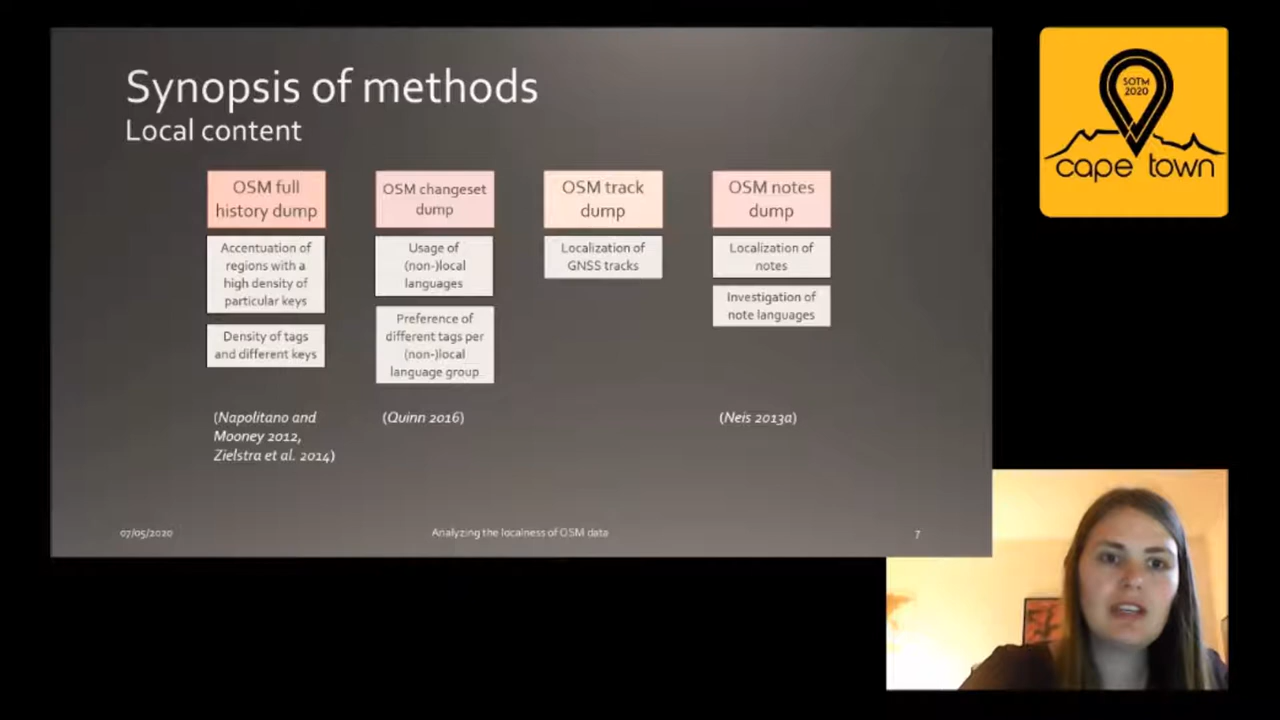 Synopsis of methods
Local content
OSM full
history dump
Accentuation of
regions with a
high density of
particular keys
Density of tags
and different keys
(Napolitano and
Mooney 2012,
Zielstra et al. 2014)
OSM changeset
dump
Usage of
(non-)local
languages
Preference of
different tags per
(non-)local
language group
(Quinn 2016)
OSM track
dump
Localization of
GNSS tracks
OSM notes
dump
Localization of
notes
Investigation of
note languages
(Neis 2013a)
07/05/2020
Analyzing the localness of OSM data
7
SOTM
2020
cape town